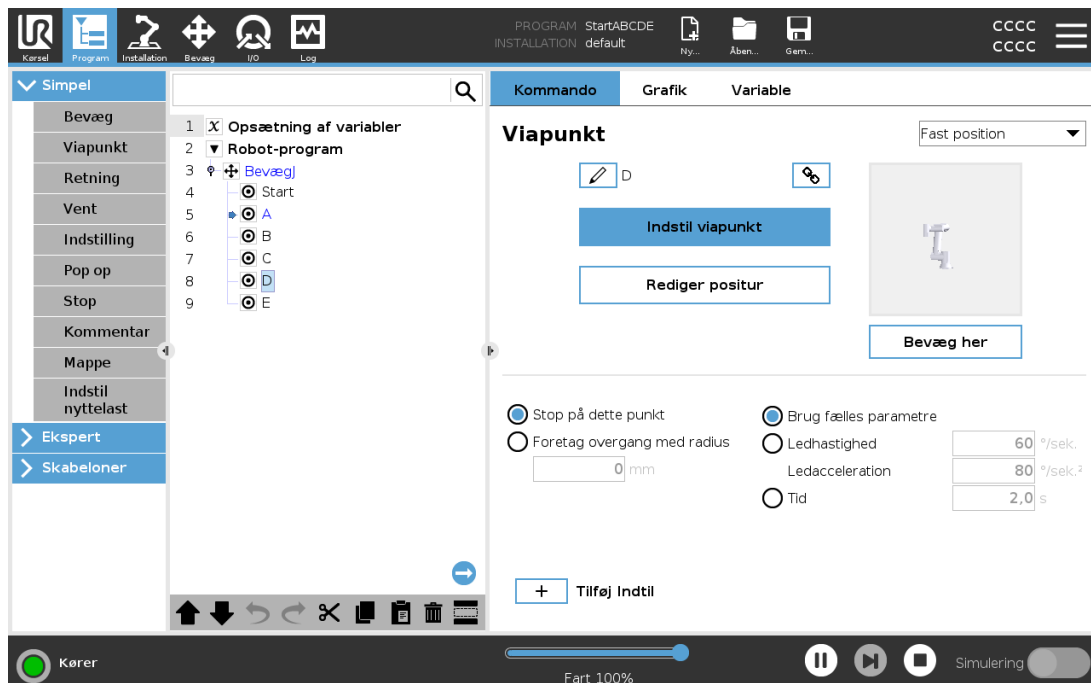 UR
PROGRAM StartABCDE
INSTALLATION default
CCCC
CCCC
Kørsel Program Installation Bevæg I/O Log Ny... Åben... Gem...
Simpel
Bevæg
Viapunkt
Retning
Vent
Indstilling
Pop op
Stop
Kommentar
Mappe
Indstil
nyttelast
Ekspert
Skabeloner
1 X Opsætning af variabler
2 Robot-program
3 BevægJ
4 Start
5 A
6 B
7 C
8 D
9 E
Kommando Grafik Variable
Viapunkt
Fast position
D
Indstil viapunkt
Rediger positur
Bevæg her
Stop på dette punkt
Foretag overgang med radius
0 mm
Brug fælles parametre
Ledhastighed 60 °/sek.
Ledacceleration 80 °/sek.²
Tid 2,0 s
+ Tilføj Indtil
Kører
Fart 100%
Simulering